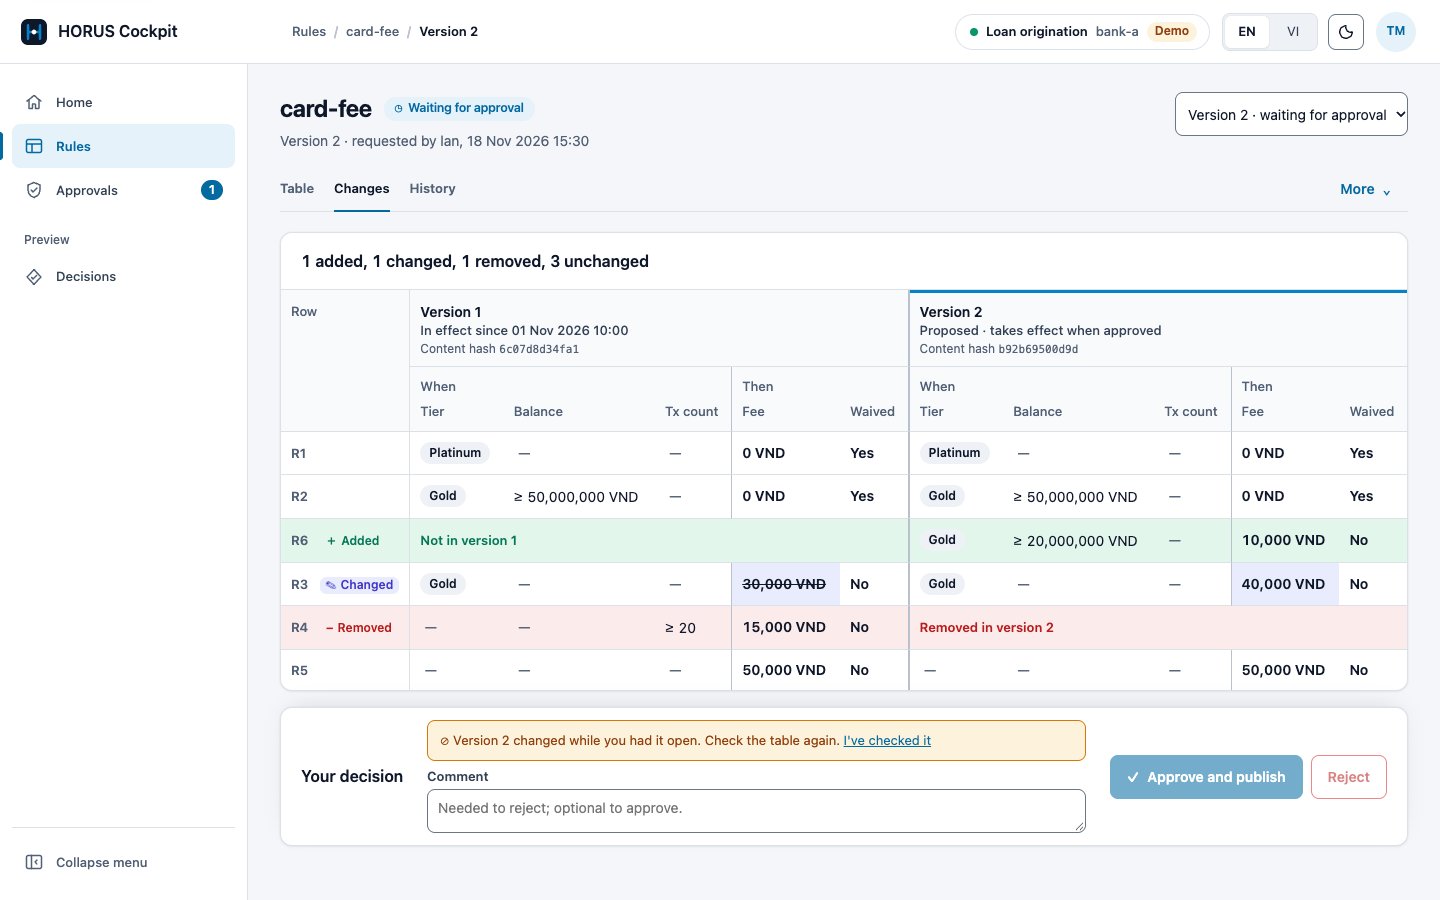 HORUS Cockpit
Rules / card-fee / Version 2
Loan origination bank-a Demo
EN VI
TM
Home
Rules
Approvals 1
Preview
Decisions
Collapse menu
card-fee Waiting for approval
Version 2 · waiting for approval
Version 2 · requested by lan, 18 Nov 2026 15:30
Table Changes History
More
1 added, 1 changed, 1 removed, 3 unchanged
Row
Version 1
In effect since 01 Nov 2026 10:00
Content hash 6c07d8d34fa1
Version 2
Proposed · takes effect when approved
Content hash b92b69500d9d
When Then When Then
Tier Balance Tx count Fee Waived Tier Balance Tx count Fee Waived
R1 Platinum — — 0 VND Yes Platinum — — 0 VND Yes
R2 Gold ≥ 50,000,000 VND — 0 VND Yes Gold ≥ 50,000,000 VND — 0 VND Yes
R6 + Added Not in version 1 Gold ≥ 20,000,000 VND — 10,000 VND No
R3 ✎ Changed Gold — — 30,000 VND No Gold — — 40,000 VND No
R4 − Removed — — ≥ 20 15,000 VND No Removed in version 2
R5 — — — 50,000 VND No — — — 50,000 VND No
Your decision
⊘ Version 2 changed while you had it open. Check the table again. I've checked it
Comment
Needed to reject; optional to approve.
✓ Approve and publish
Reject